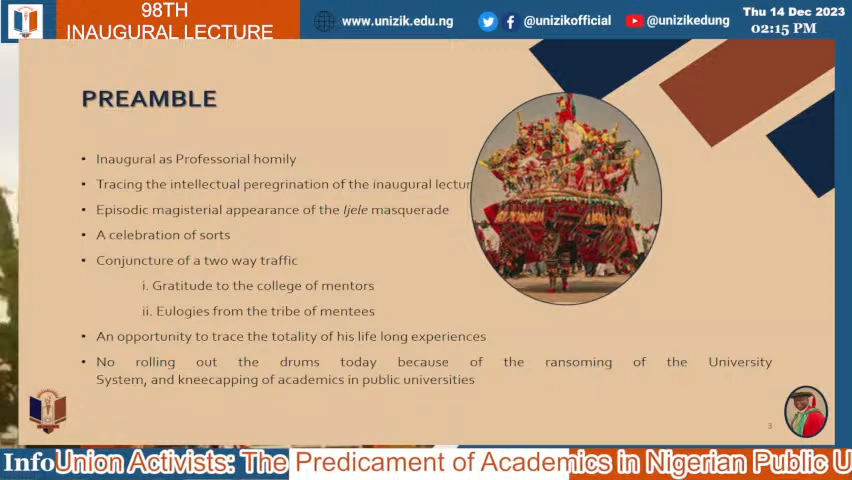 98TH
INAUGURAL LECTURE
www.unizik.edu.ng
@unizikofficial
@unizikedung
Thu 14 Dec 2023
02:15 PM
PREAMBLE
• Inaugural as Professorial homily
• Tracing the intellectual peregrination of the inaugural lectur
• Episodic magisterial appearance of the Ijele masquerade
• A celebration of sorts
• Conjuncture of a two way traffic
i. Gratitude to the college of mentors
ii. Eulogies from the tribe of mentees
• An opportunity to trace the totality of his life long experiences
• No rolling out the drums today because of the ransoming of the University
System, and kneecapping of academics in public universities
3
Info Union Activists: The Predicament of Academics in Nigerian Public U